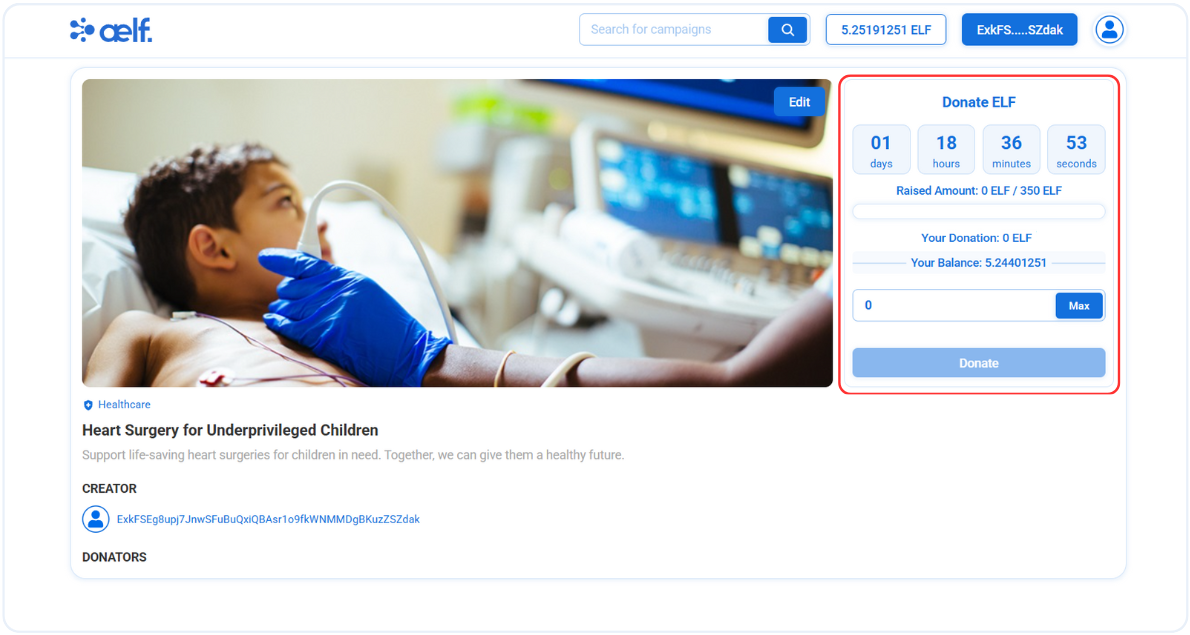 aelf.
Search for campaigns
5.25191251 ELF
ExkFS.....SZdak
Edit
Donate ELF
01 18 36 53
days hours minutes seconds
Raised Amount: 0 ELF / 350 ELF
Your Donation: 0 ELF
Your Balance: 5.24401251
0 Max
Donate
Healthcare
Heart Surgery for Underprivileged Children
Support life-saving heart surgeries for children in need. Together, we can give them a healthy future.
CREATOR
ExkFSEg8upj7JnwSFuBuQxiQBAsr1o9fkWNMMDgBKuzZSZdak
DONATORS